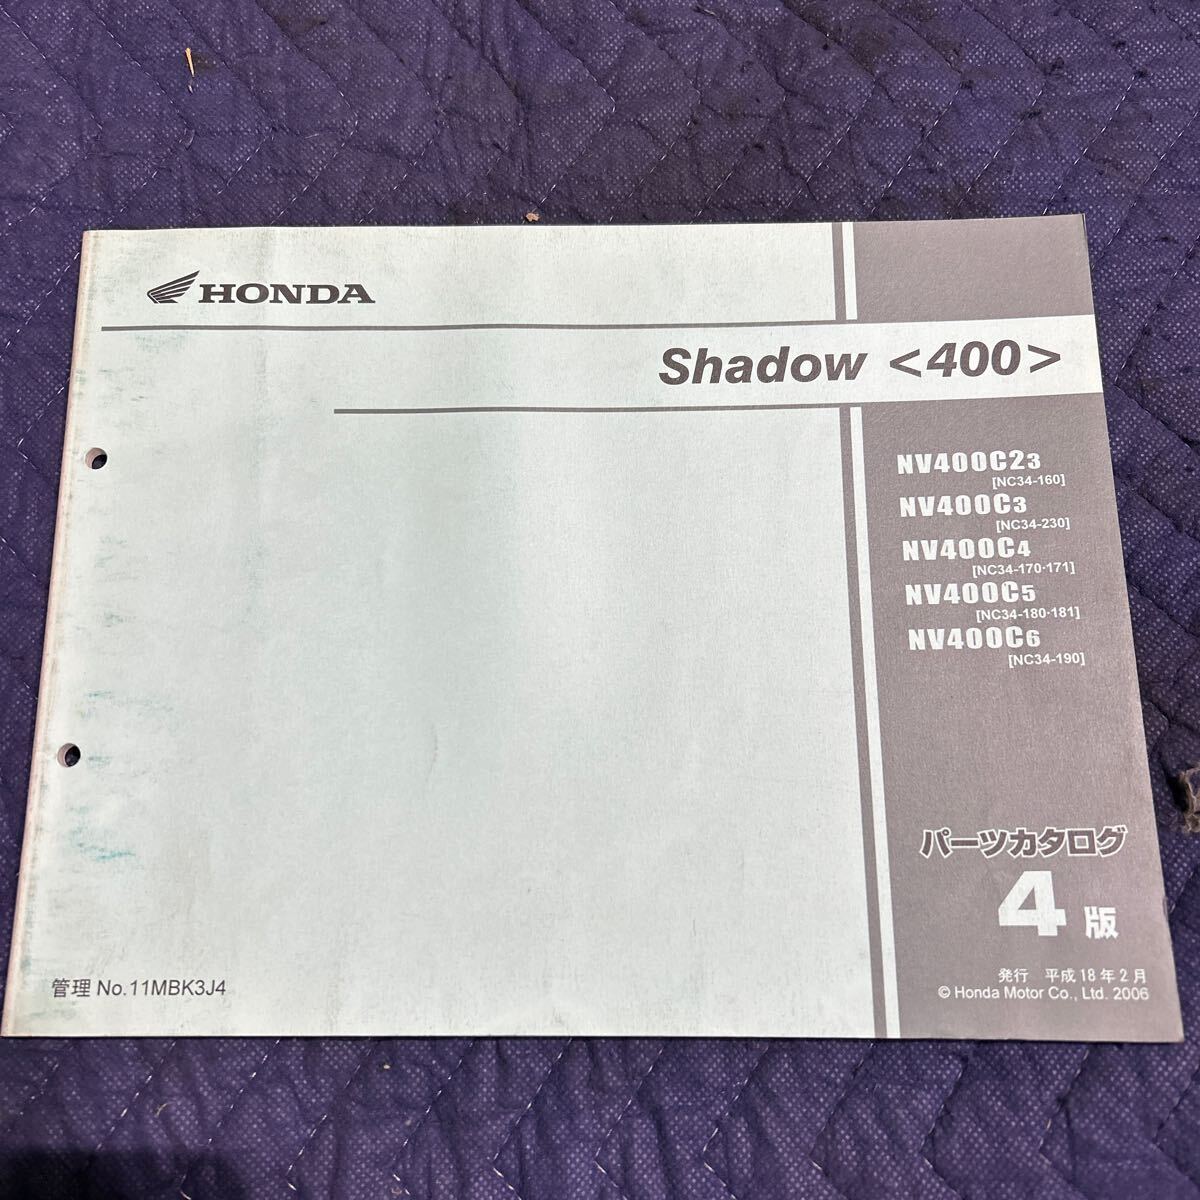 HONDA
Shadow <400>
NV400C23
[NC34-160]
NV400C3
[NC34-230]
NV400C4
[NC34-170·171]
NV400C5
[NC34-180·181]
NV400C6
[NC34-190]
パーツカタログ
4版
発行 平成18年2月
© Honda Motor Co., Ltd. 2006
管理 No.11MBK3J4